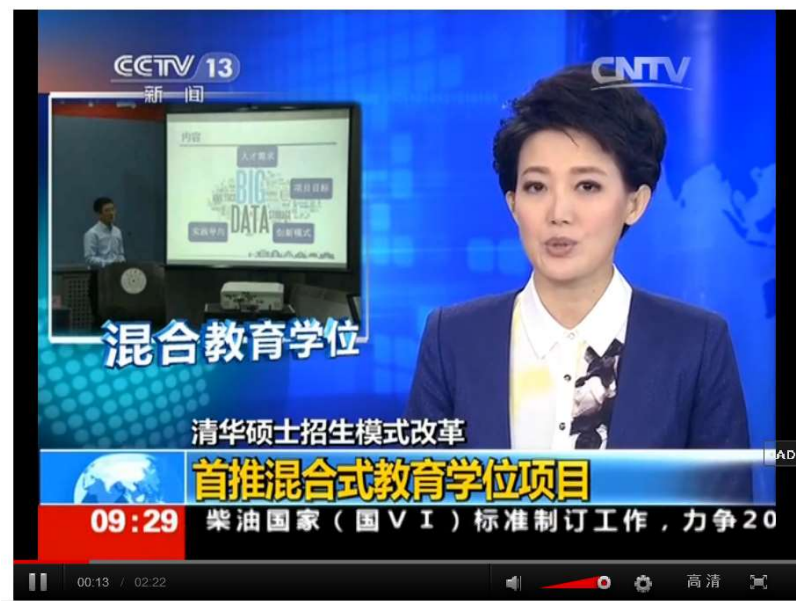 CCTV 13
新闻
CNTV
内容
人才需求
BIG
DATA
项目目标
实践单元
创新模式
混合教育学位
清华硕士招生模式改革
首推混合式教育学位项目
AD
09:29
柴油国家（国ＶＩ）标准制订工作，力争20
00:13 / 02:22
高清